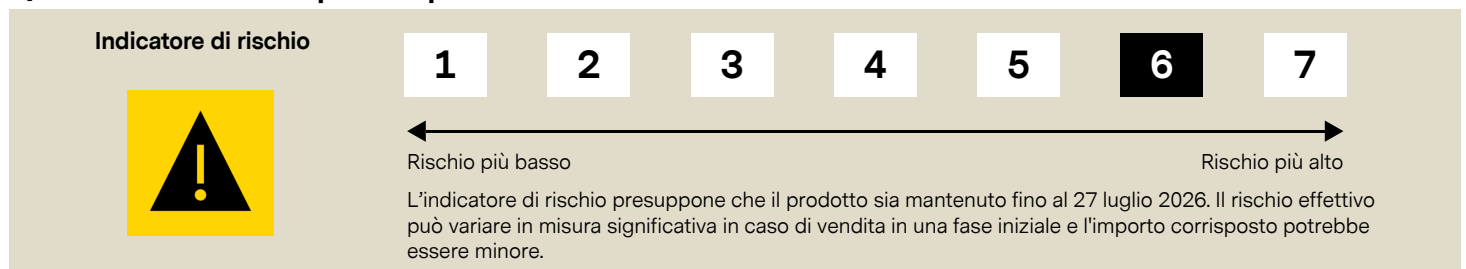 Indicatore di rischio
1 2 3 4 5 6 7
Rischio più basso Rischio più alto
L'indicatore di rischio presuppone che il prodotto sia mantenuto fino al 27 luglio 2026. Il rischio effettivo
può variare in misura significativa in caso di vendita in una fase iniziale e l'importo corrisposto potrebbe
essere minore.